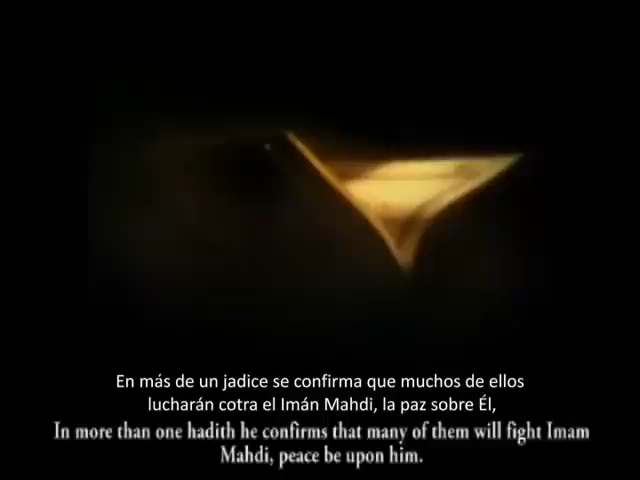 En más de un jadice se confirma que muchos de ellos
lucharán cotra el Imán Mahdi, la paz sobre Él,
In more than one hadith he confirms that many of them will fight Imam
Mahdi, peace be upon him.